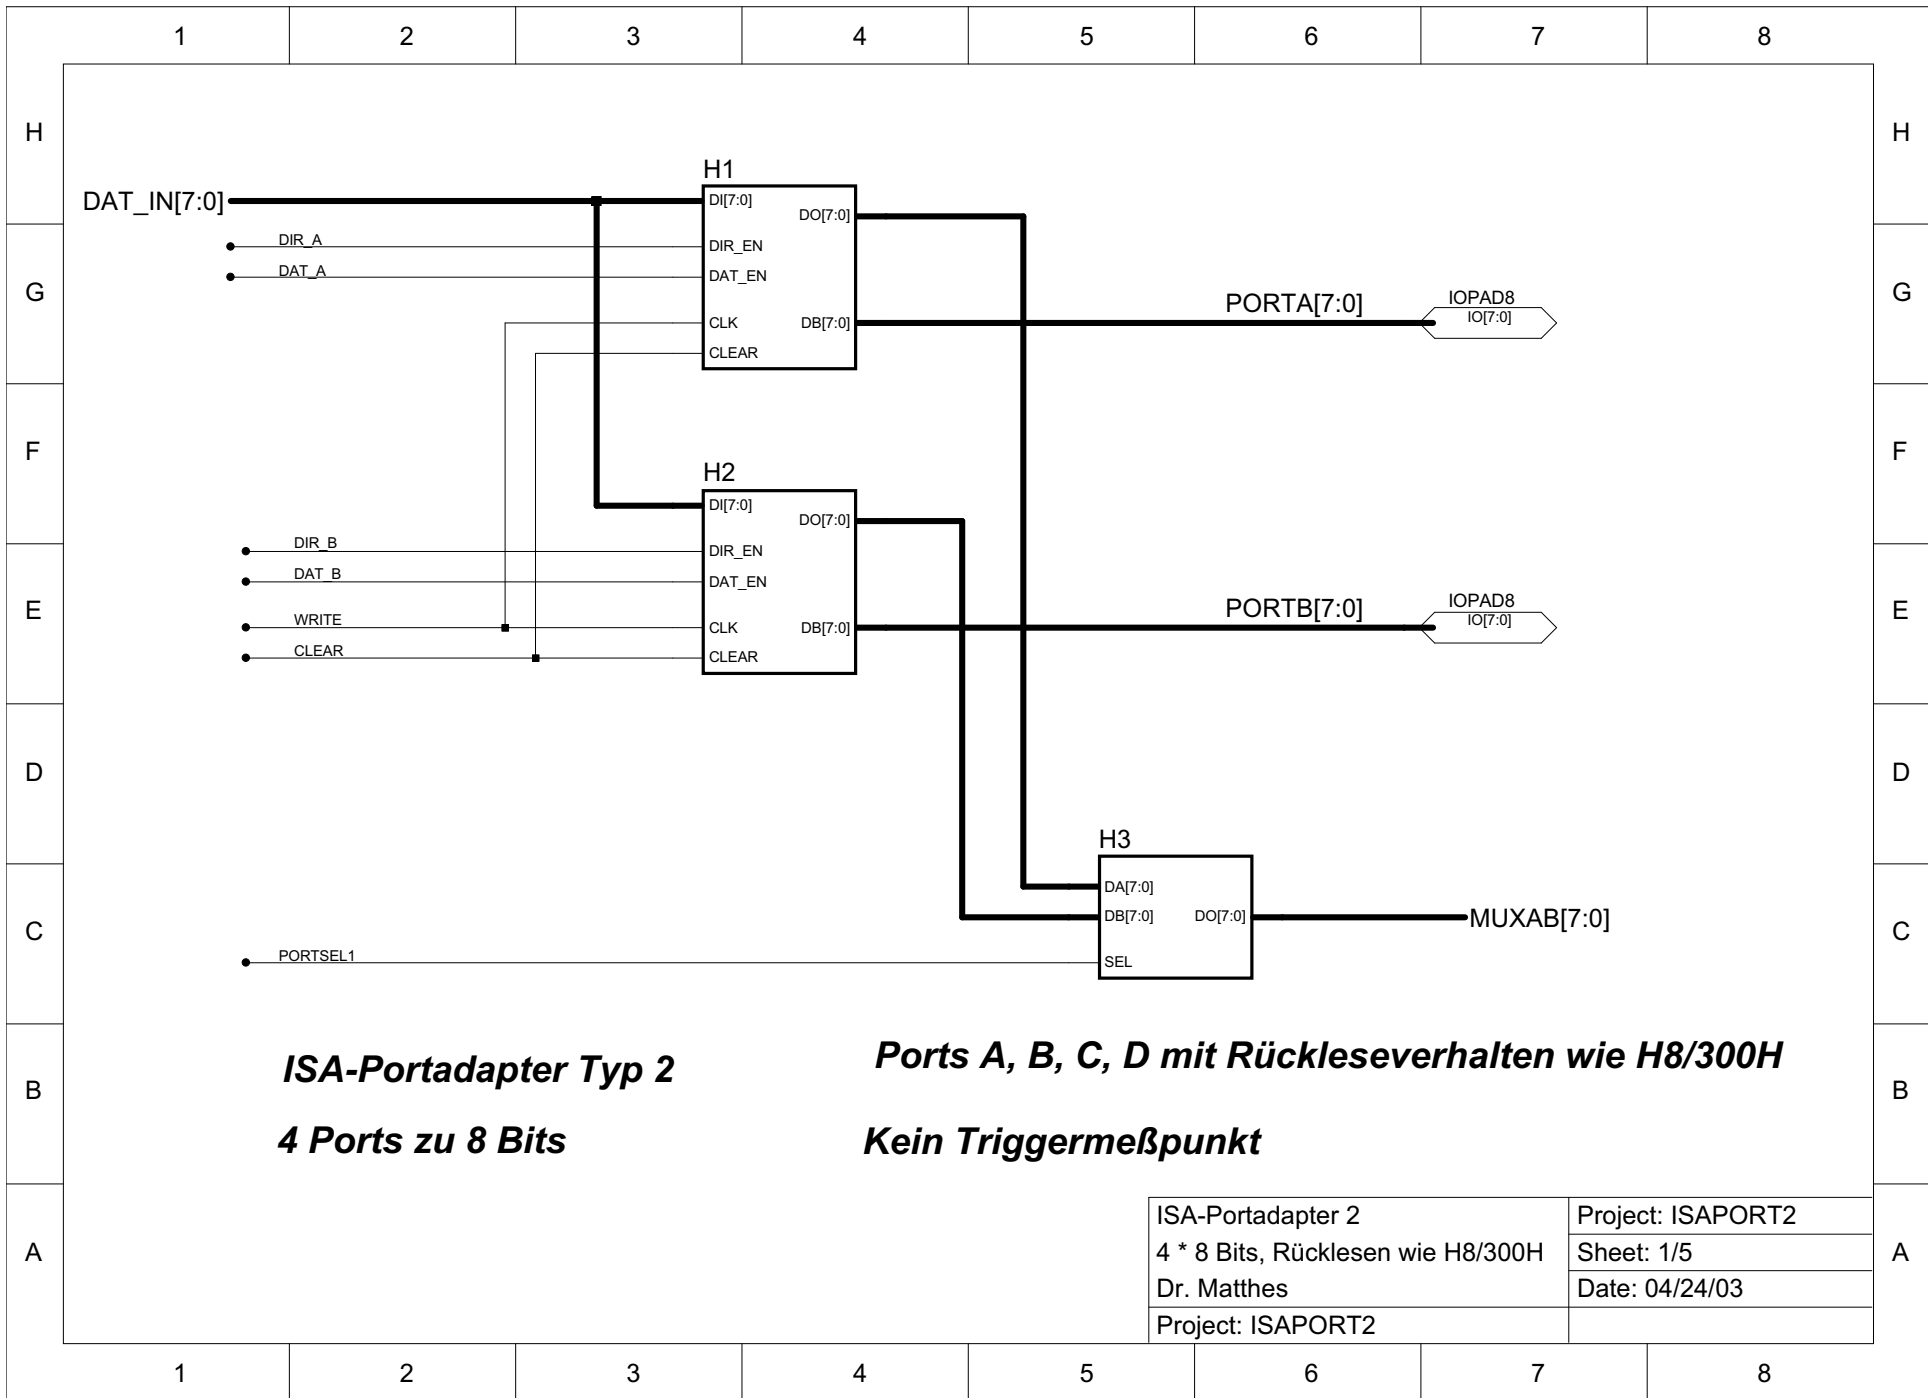 1 2 3 4 5 6 7 8
H H
H1
DAT_IN[7:0] DI[7:0]
DO[7:0]
DIR_A DIR_EN
DAT_A DAT_EN
G G
PORTA[7:0] IOPAD8
CLK DB[7:0] IO[7:0]
CLEAR
F F
H2
DI[7:0]
DO[7:0]
DIR_B DIR_EN
DAT_B DAT_EN
E E
PORTB[7:0] IOPAD8
WRITE CLK DB[7:0] IO[7:0]
CLEAR CLEAR
D D
H3
DA[7:0]
DB[7:0] DO[7:0] MUXAB[7:0]
C C
PORTSEL1 SEL
ISA-Portadapter Typ 2
Ports A, B, C, D mit Rückleseverhalten wie H8/300H
B B
4 Ports zu 8 Bits
Kein Triggermeßpunkt
A A
ISA-Portadapter 2
4 * 8 Bits, Rücklesen wie H8/300H
Dr. Matthes
Project: ISAPORT2
Project: ISAPORT2
Sheet: 1/5
Date: 04/24/03
1 2 3 4 5 6 7 8